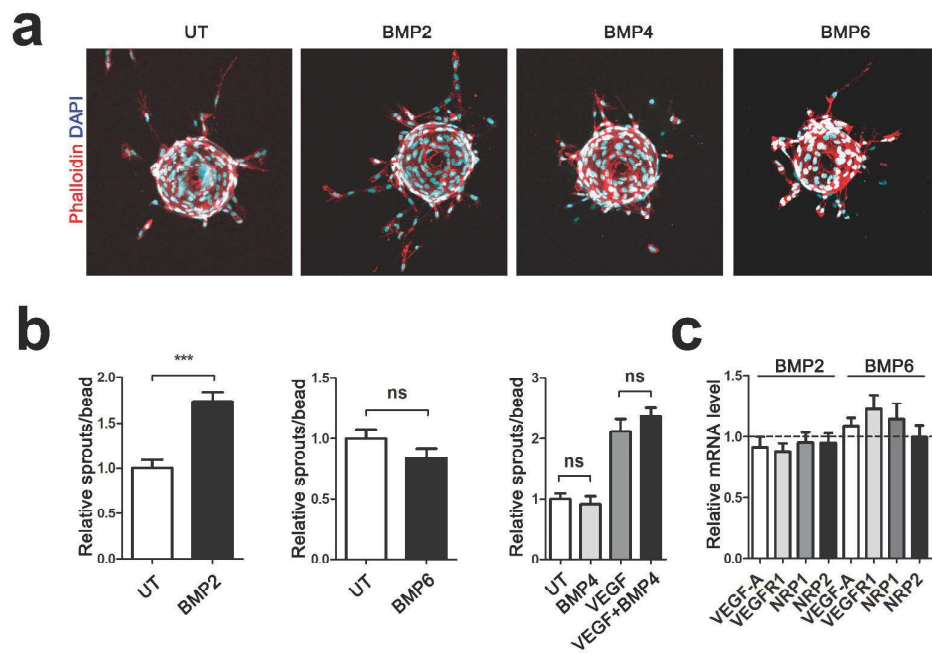 a
UT BMP2 BMP4 BMP6
Phalloidin DAPI
b
Relative sprouts/bead
2.0
1.5
1.0
0.5
0.0
***
UT BMP2
Relative sprouts/bead
1.5
1.0
0.5
0.0
ns
UT BMP6
Relative sprouts/bead
3
2
1
0
ns
ns
UT BMP4 VEGF VEGF+BMP4
c
BMP2 BMP6
Relative mRNA level
1.5
1.0
0.5
0.0
VEGF-A VEGFR1 NRP1 NRP2 VEGF-A VEGFR1 NRP1 NRP2